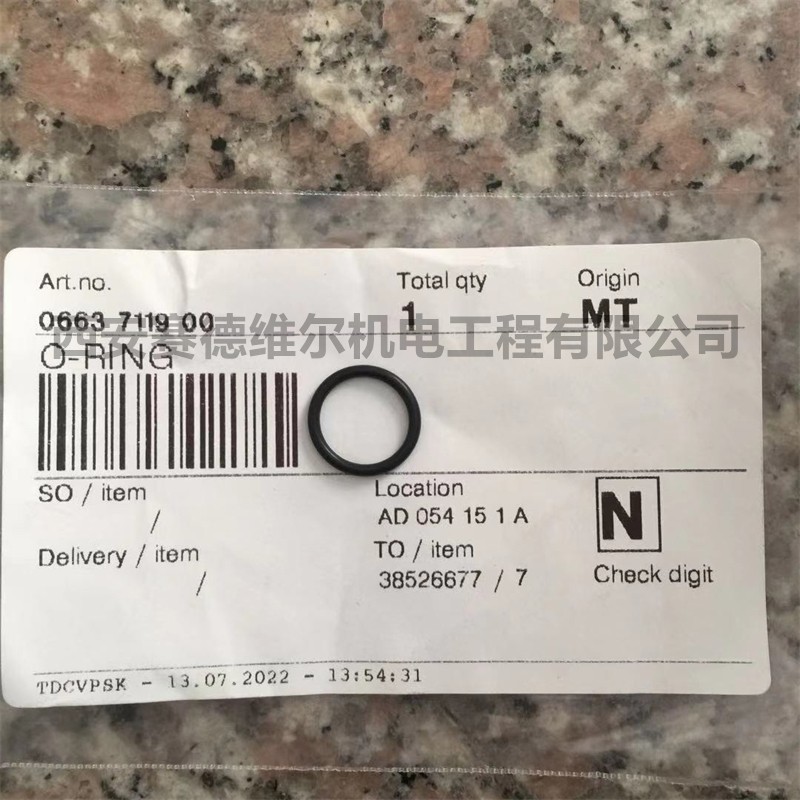 Art.no. Total qty Origin
0663 7119 00 1 MT
西安赛德维尔机电工程有限公司
O-RING
SO / item Location
/ AD 054 15 1 A
N
Delivery / item TO / item
/ 38526677 / 7
Check digit
TDCVPSK - 13.07.2022 - 13:54:31